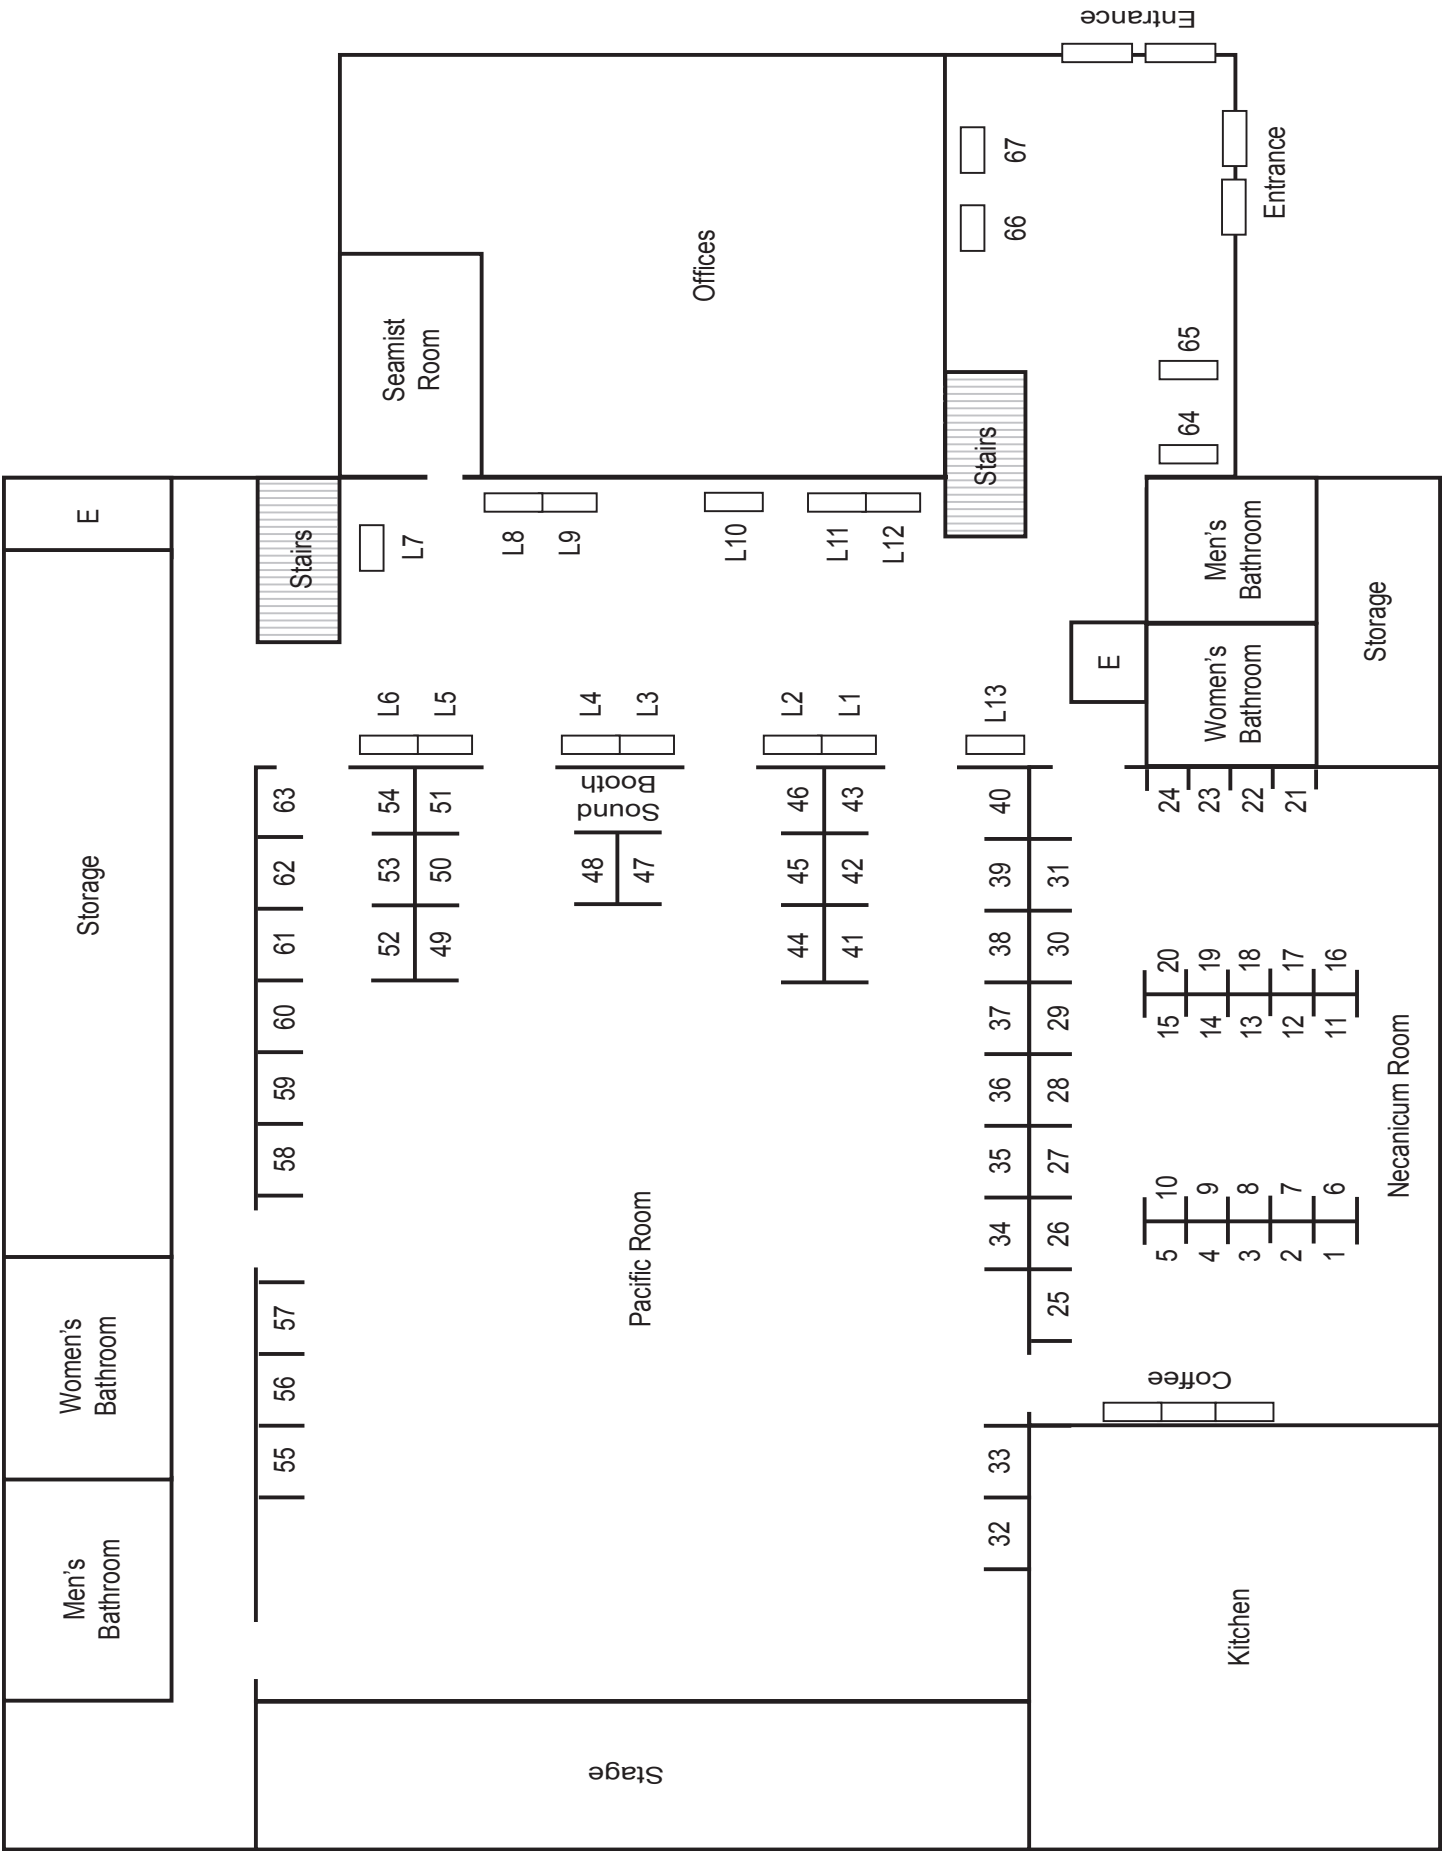 Entrance
Entrance
67
66
Offices
65
64
Seamist
Room
Stairs
E
Stairs
L7
L8
L9
L10
L11
L12
Men's
Bathroom
Storage
E
Women's
Bathroom
L6
L5
L4
L3
L2
L1
L13
Sound
Booth
63
54
51
46
43
40
24
23
22
21
62
53
50
48
47
45
42
39
31
61
52
49
44
41
38
30
20
19
18
17
16
60
37
29
15
14
13
12
11
Storage
59
36
28
58
35
27
Necanicum Room
10
9
8
7
6
34
26
5
4
3
2
1
Pacific Room
57
25
56
Coffee
55
33
32
Women's
Bathroom
Men's
Bathroom
Kitchen
Stage